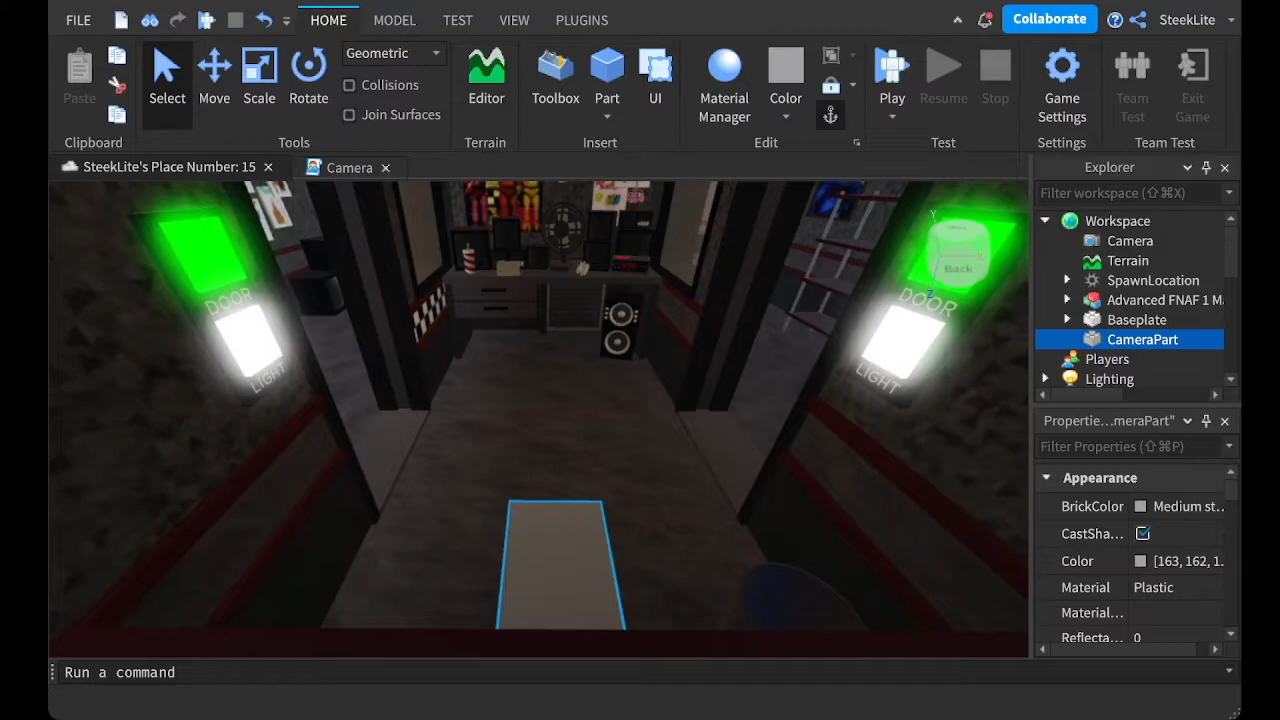 FILE HOME MODEL TEST VIEW PLUGINS Collaborate SteekLite
Paste Select Move Scale Rotate Geometric Collisions Join Surfaces Editor Toolbox Part UI Material Manager Color Play Resume Stop Game Settings Team Test Exit Game
Clipboard Tools Terrain Insert Edit Test Settings Team Test
SteekLite's Place Number: 15 Camera Explorer
Filter workspace (⇧⌘X)
Workspace
Camera
Terrain
SpawnLocation
Advanced FNAF 1 M
Baseplate
CameraPart
Players
Lighting
Y
Back
Z
DOOR
LIGHT
DOOR
LIGHT
Propertie...meraPart"
Filter Properties (⇧⌘P)
Appearance
BrickColor Medium st...
CastSha...
Color [163, 162, 1...
Material Plastic
Material...
Reflecta... 0
Run a command